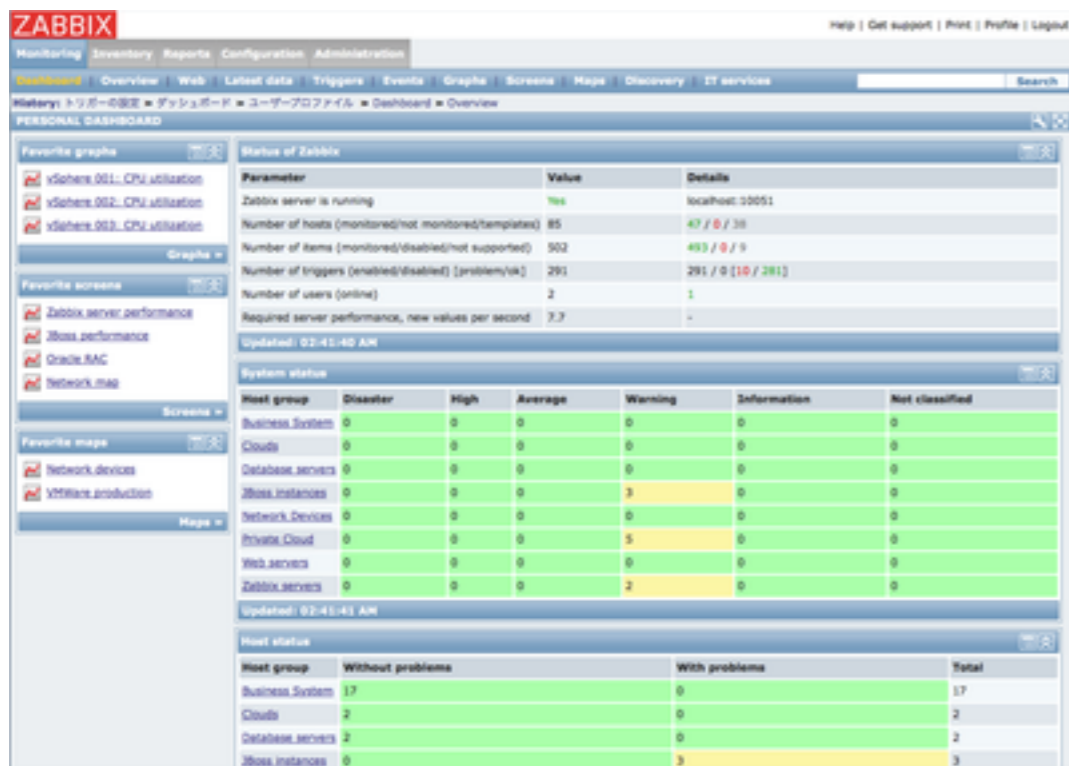 ZABBIX
Help | Get support | Print | Profile | Logout
Monitoring Inventory Reports Configuration Administration
Dashboard | Overview | Web | Latest data | Triggers | Events | Graphs | Screens | Maps | Discovery | IT services Search
History: トリガーの設定 » ダッシュボード » ユーザープロファイル » Dashboard » Overview
PERSONAL DASHBOARD
Favorite graphs
vSphere 001: CPU utilization
vSphere 002: CPU utilization
vSphere 003: CPU utilization
Graphs »
Favorite screens
Zabbix server performance
JBoss performance
Oracle RAC
Network map
Screens »
Favorite maps
Network devices
VMWare production
Maps »
Status of Zabbix
Parameter Value Details
Zabbix server is running Yes localhost:10051
Number of hosts (monitored/not monitored/templates) 85 47 / 0 / 38
Number of items (monitored/disabled/not supported) 502 493 / 0 / 9
Number of triggers (enabled/disabled) [problem/ok] 291 291 / 0 [10 / 281]
Number of users (online) 2 1
Required server performance, new values per second 7.7 -
Updated: 02:41:40 AM
System status
Host group Disaster High Average Warning Information Not classified
Business System 0 0 0 0 0 0
Clouds 0 0 0 0 0 0
Database servers 0 0 0 0 0 0
JBoss instances 0 0 0 3 0 0
Network Devices 0 0 0 0 0 0
Private Cloud 0 0 0 5 0 0
Web servers 0 0 0 0 0 0
Zabbix servers 0 0 0 2 0 0
Updated: 02:41:41 AM
Host status
Host group Without problems With problems Total
Business System 17 0 17
Clouds 2 0 2
Database servers 2 0 2
JBoss instances 0 3 3